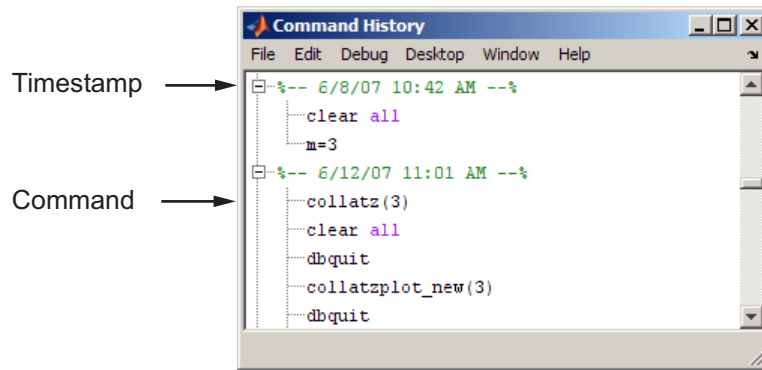 Command History
File Edit Debug Desktop Window Help
Timestamp
%-- 6/8/07 10:42 AM --%
clear all
m=3
%-- 6/12/07 11:01 AM --%
Command
collatz(3)
clear all
dbquit
collatzplot_new(3)
dbquit